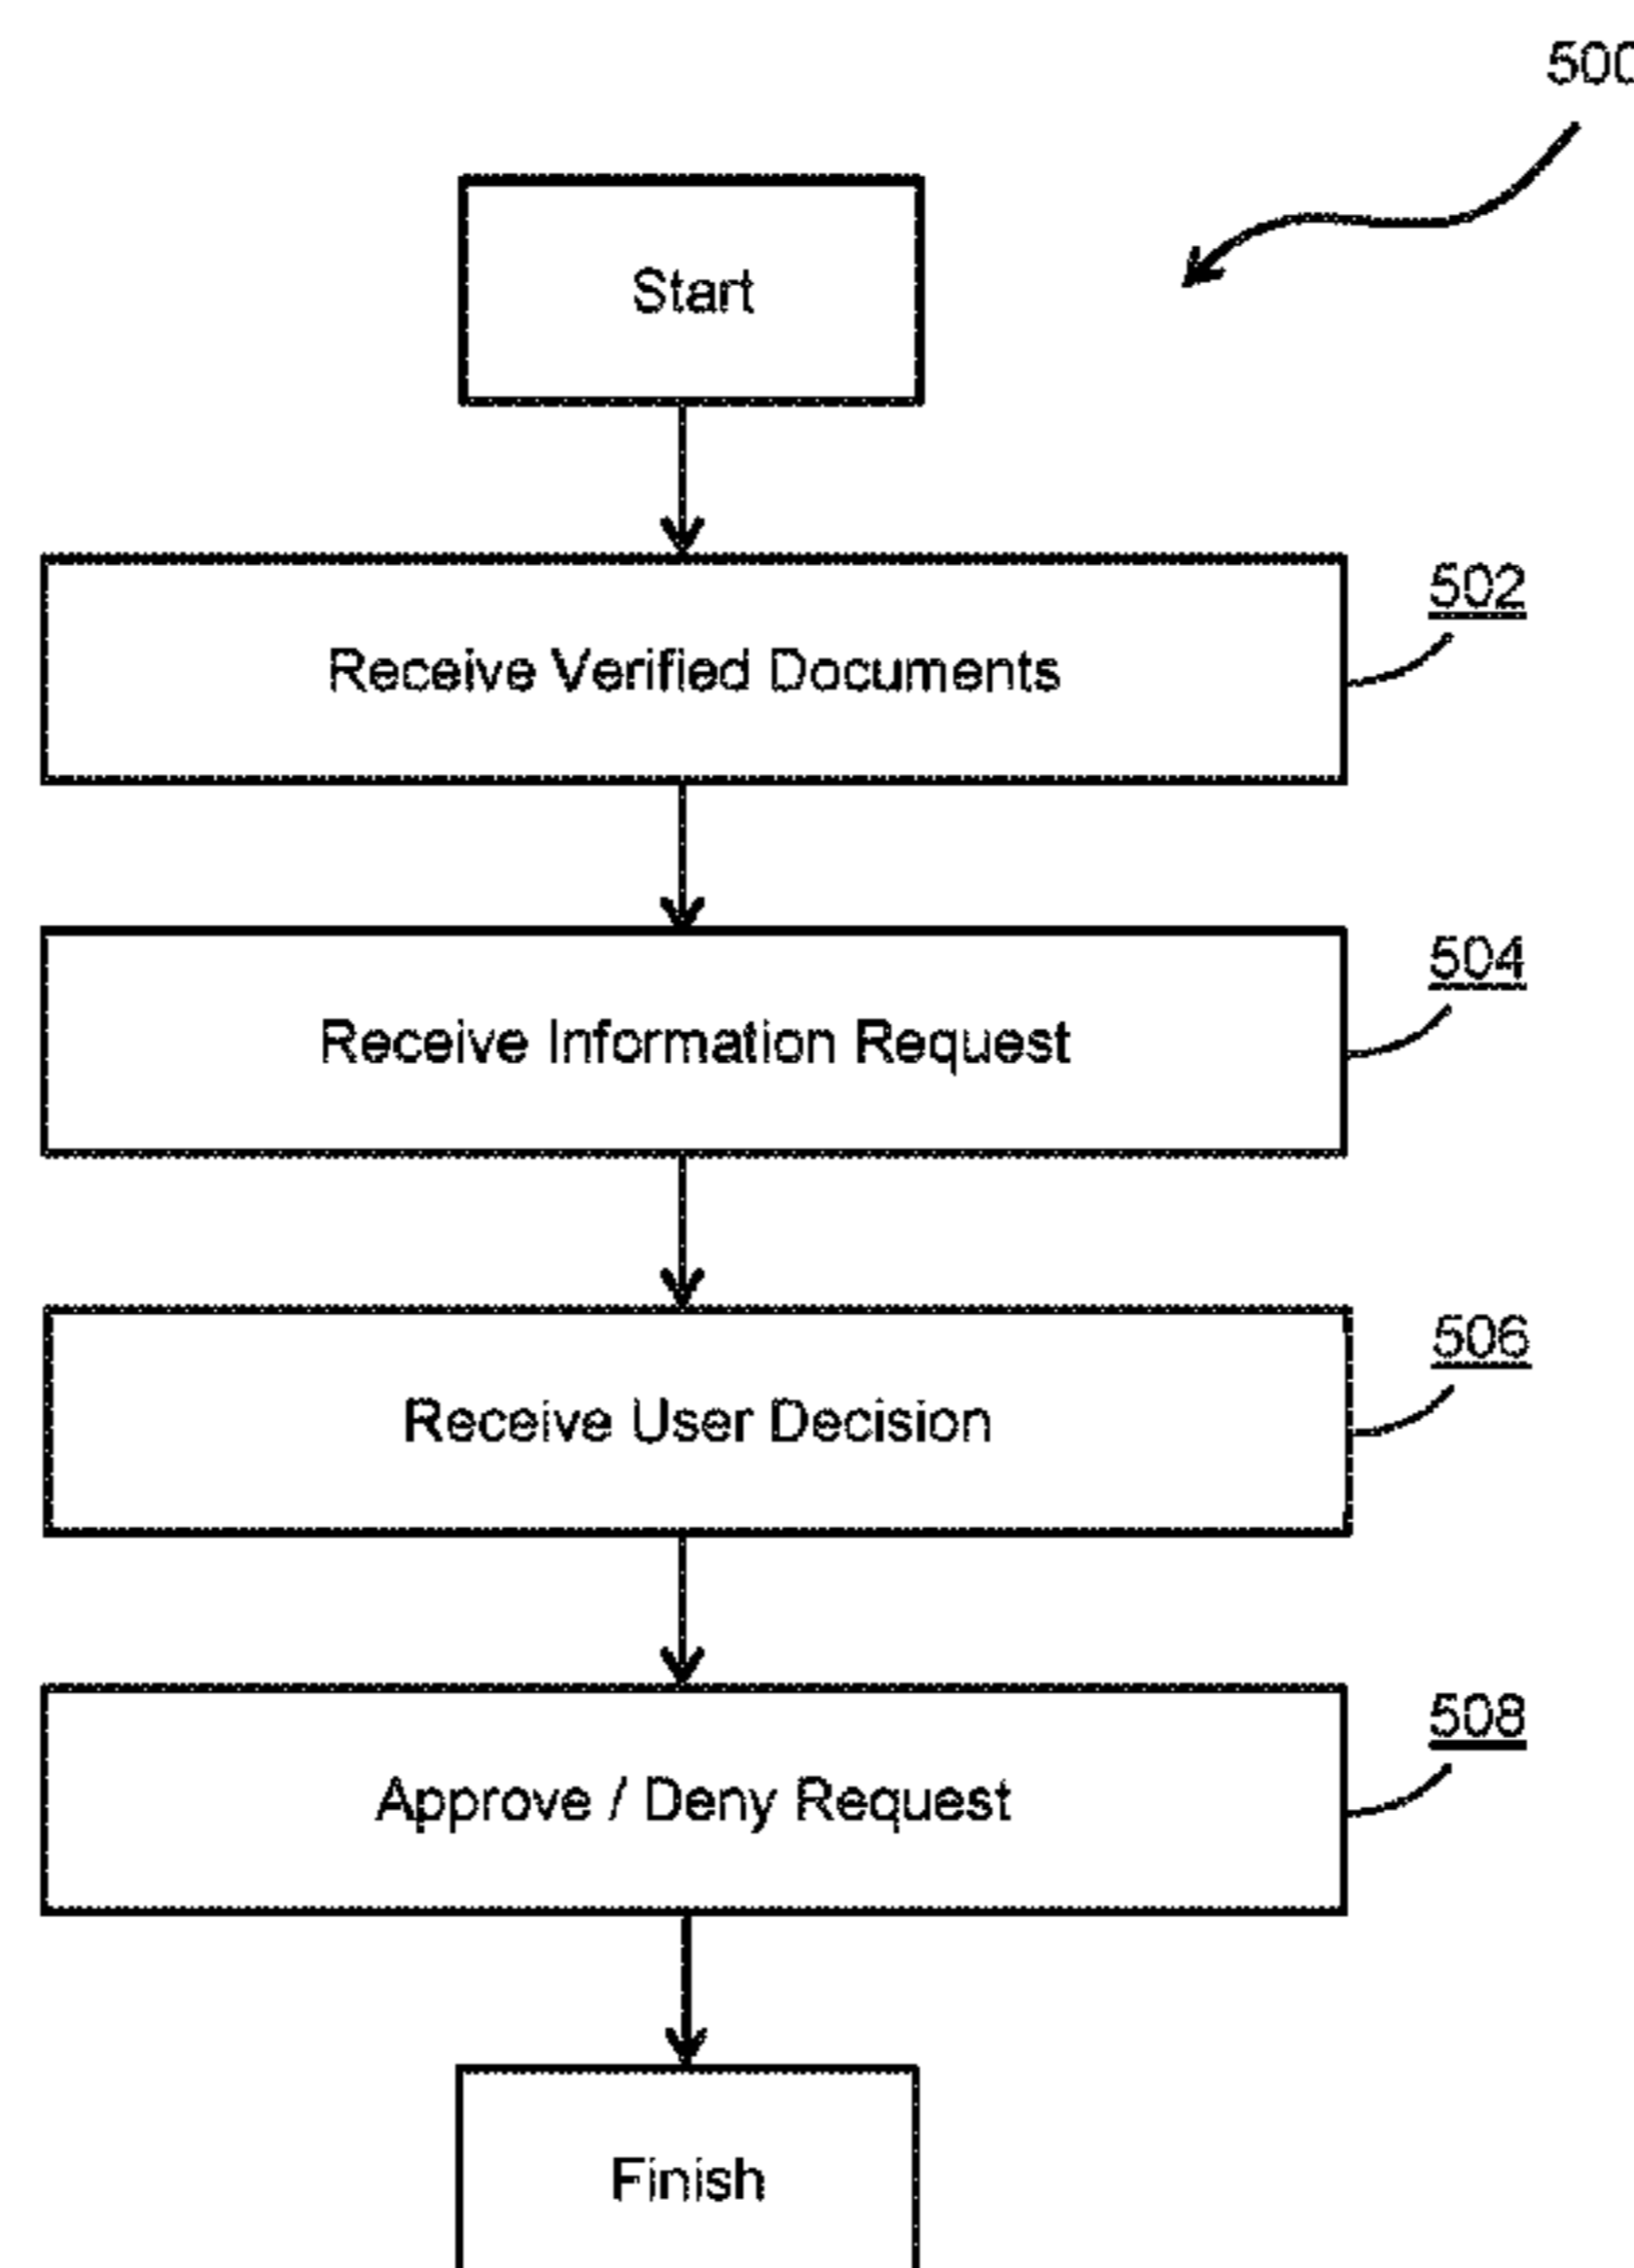 500
Start
Receive Verified Documents
502
Receive Information Request
504
Receive User Decision
506
Approve / Deny Request
508
Finish